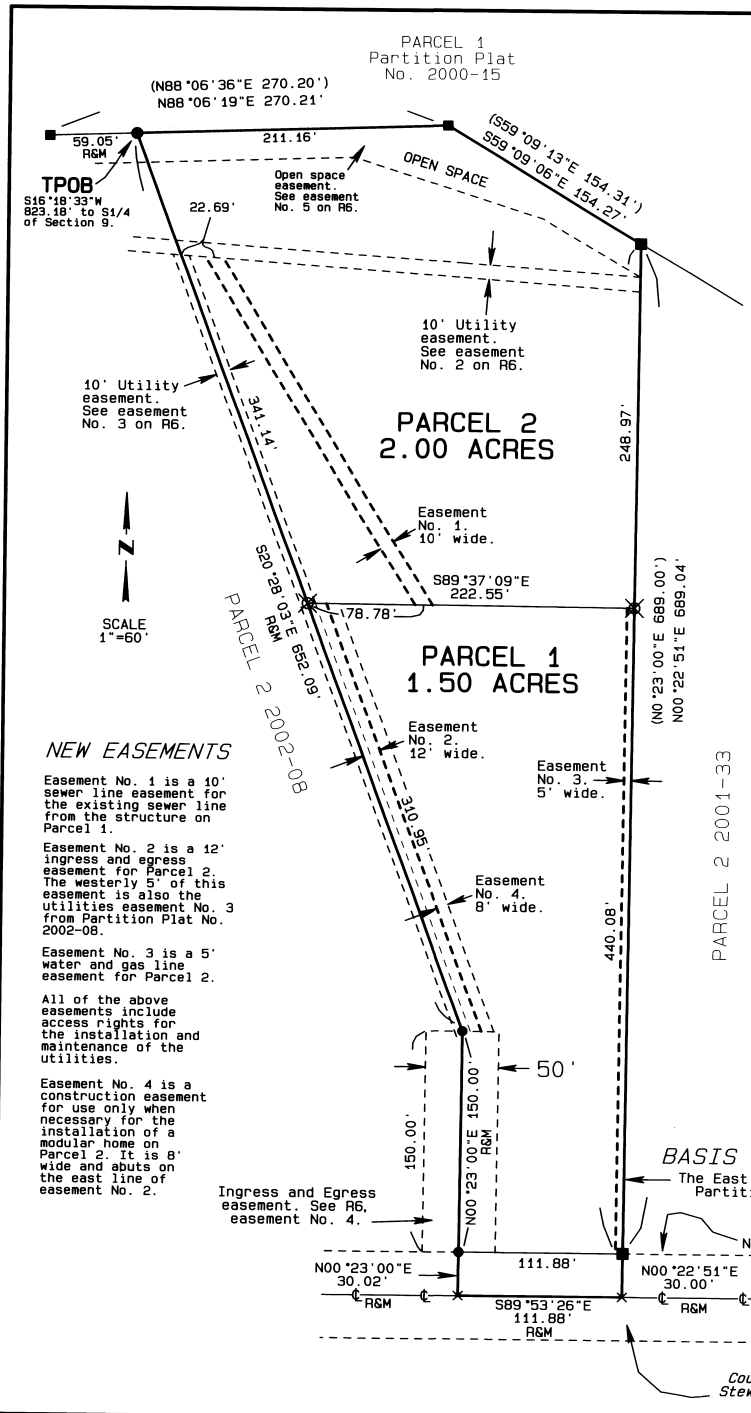 PARCEL 1
Partition Plat
No. 2000-15
(N88°06'36"E 270.20')
N88°06'19"E 270.21'
59.05'
R&M
211.16'
(S59°09'13"E 154.31')
S59°09'06"E 154.27'
OPEN SPACE
TPOB
S16°18'33"W
823.18' to S1/4
of Section 9.
Open space
easement.
See easement
No. 5 on R6.
22.69'
10' Utility
easement.
See easement
No. 2 on R6.
10' Utility
easement.
See easement
No. 3 on R6.
341.14'
PARCEL 2
2.00 ACRES
248.97'
Easement
No. 1.
10' wide.
N
SCALE
1"=60'
S89°37'09"E
222.55'
78.78'
S20°28'03"E 652.09'
R&M
PARCEL 2 2002-08
(N0°23'00"E 689.00')
N00°22'51"E 689.04'
PARCEL 1
1.50 ACRES
Easement
No. 2.
12' wide.
Easement
No. 3.
5' wide.
310.95'
Easement
No. 4.
8' wide.
440.08'
PARCEL 2 2001-33
NEW EASEMENTS
Easement No. 1 is a 10'
sewer line easement for
the existing sewer line
from the structure on
Parcel 1.
Easement No. 2 is a 12'
ingress and egress
easement for Parcel 2.
The westerly 5' of this
easement is also the
utilities easement No. 3
from Partition Plat No.
2002-08.
Easement No. 3 is a 5'
water and gas line
easement for Parcel 2.
All of the above
easements include
access rights for
the installation and
maintenance of the
utilities.
Easement No. 4 is a
construction easement
for use only when
necessary for the
installation of a
modular home on
Parcel 2. It is 8'
wide and abuts on
the east line of
easement No. 2.
150.00'
N00°23'00"E 150.00'
R&M
50'
Ingress and Egress
easement. See R6,
easement No. 4.
BASIS
The East
Partiti
N
111.88'
N00°23'00"E
30.02'
R&M
S89°53'26"E
111.88'
R&M
N00°22'51"E
30.00'
R&M
Cou
Stew